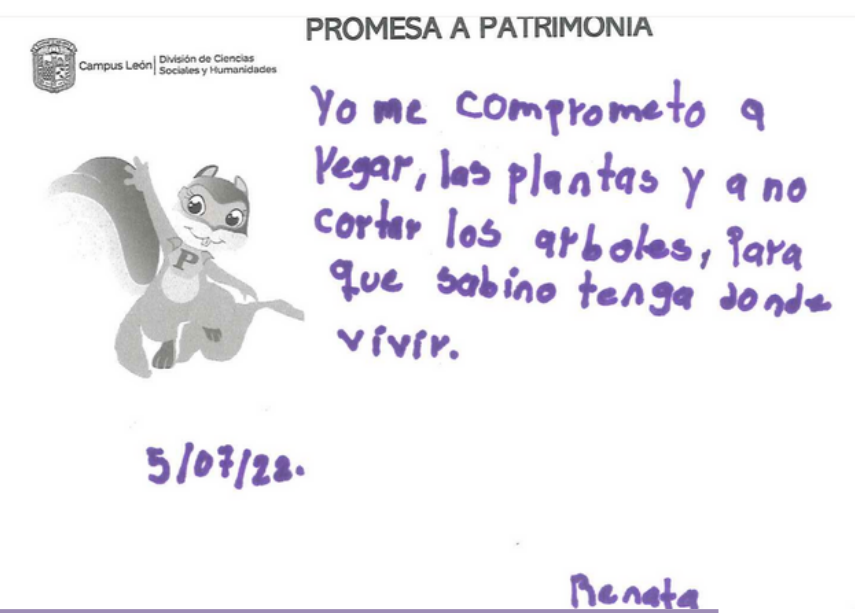 PROMESA A PATRIMONIA
Campus León
División de Ciencias
Sociales y Humanidades
Yo me comprometo a
regar, las plantas y a no
cortar los arboles, para
que sabino tenga donde
vivir.
P
5/07/22.
Renata